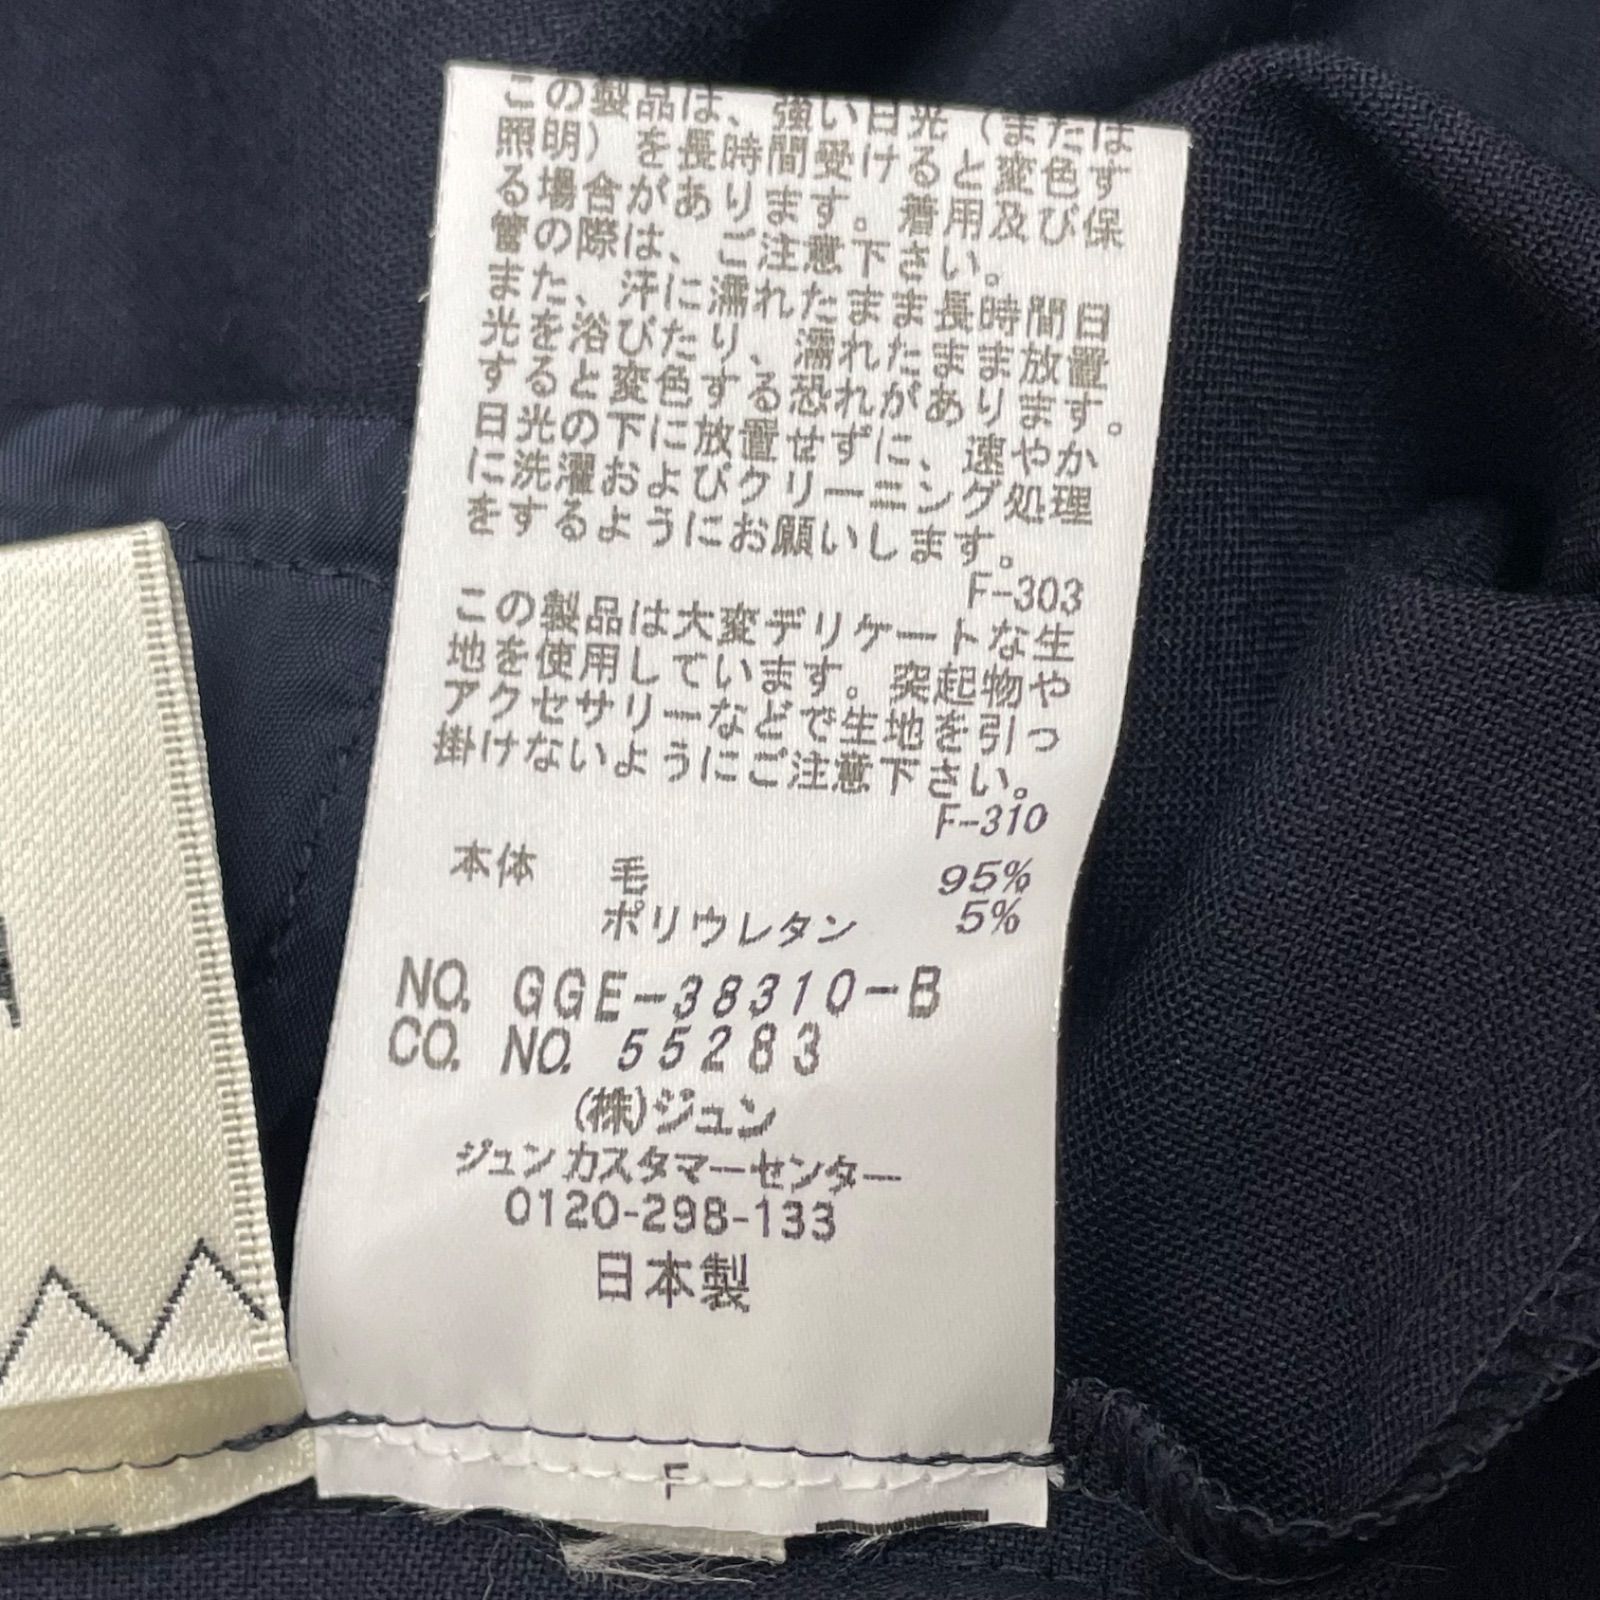 この製品は、強い日光（または
照明）を長時間受けると変色す
る場合があります。着用及び保
管の際は、ご注意下さい。
また、汗に濡れたまま長時間日
光を浴びたり、濡れたまま放置
すると変色する恐れがあります。
日光の下に放置せずに、速やか
に洗濯およびクリーニング処理
をするようにお願いします。
F-303
この製品は大変デリケートな生
地を使用しています。突起物や
アクセサリーなどで生地を引っ
掛けないようにご注意下さい。
F-310
本体 毛 95%
ポリウレタン 5%
NO. GGE-38310-B
CO. NO. 55283
(株)ジュン
ジュンカスタマーセンター
0120-298-133
日本製
F